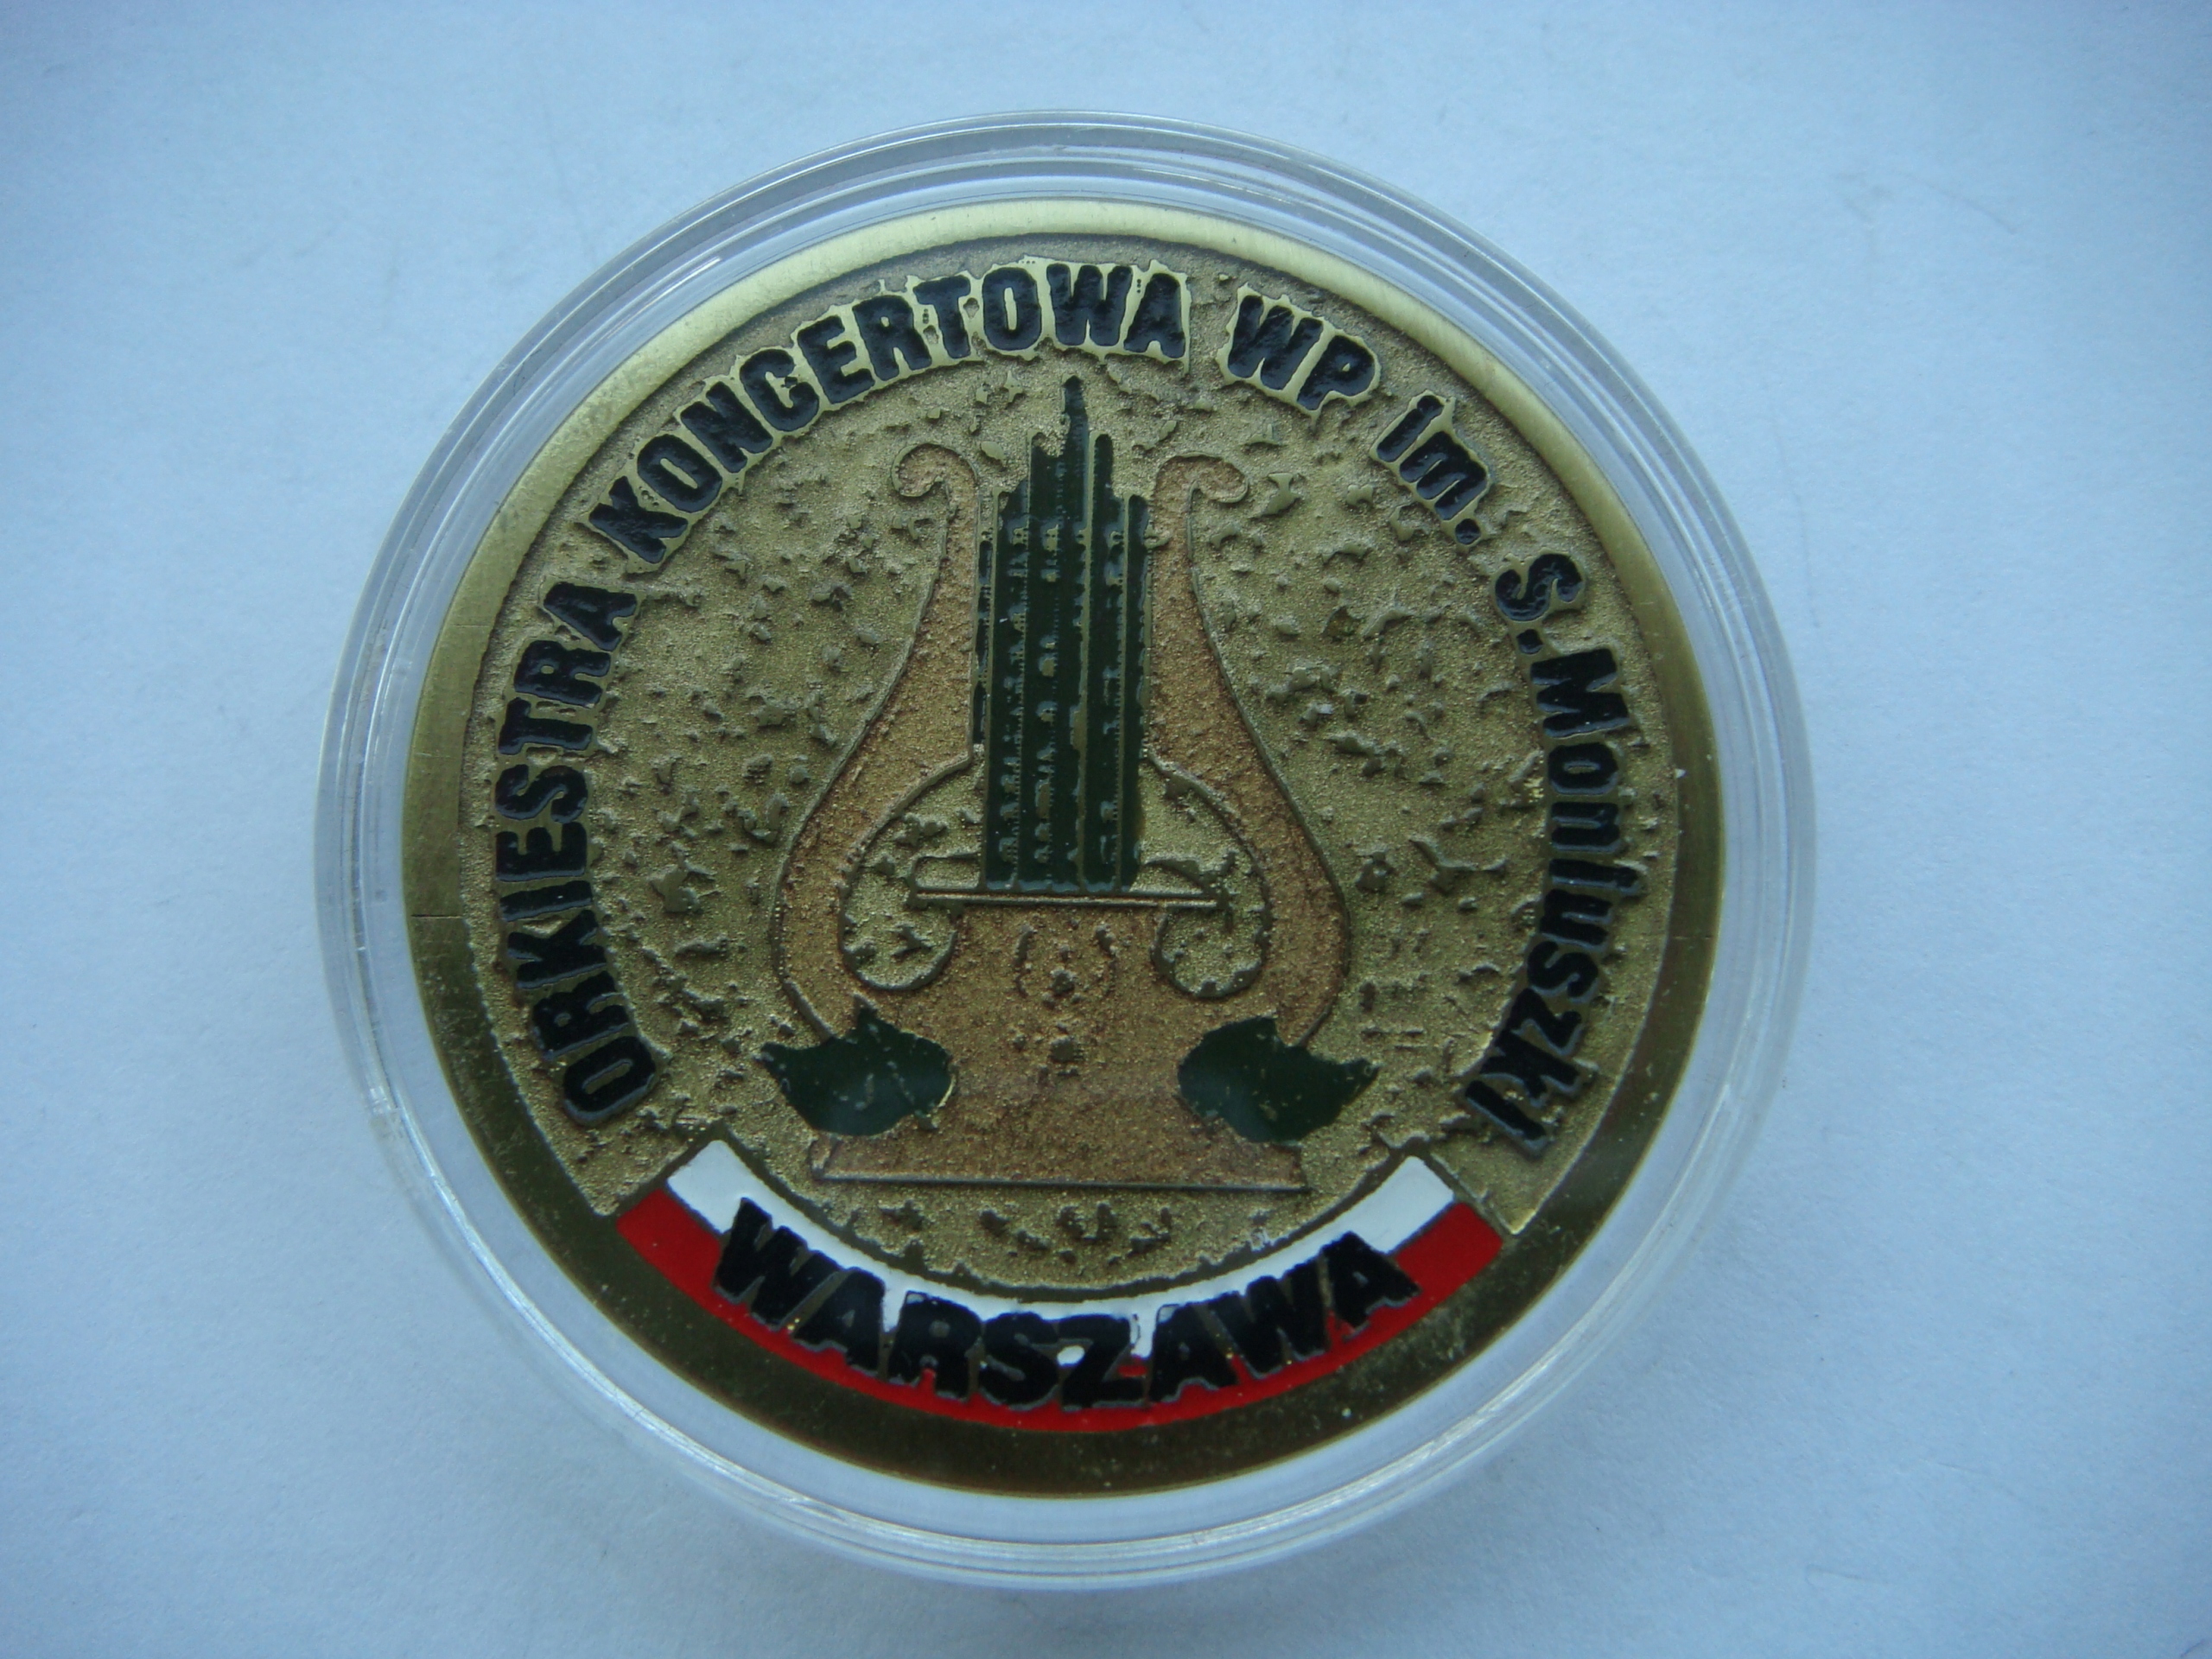 ORKIESTRA KONCERTOWA WP im. S.Moniuszki
WARSZAWA